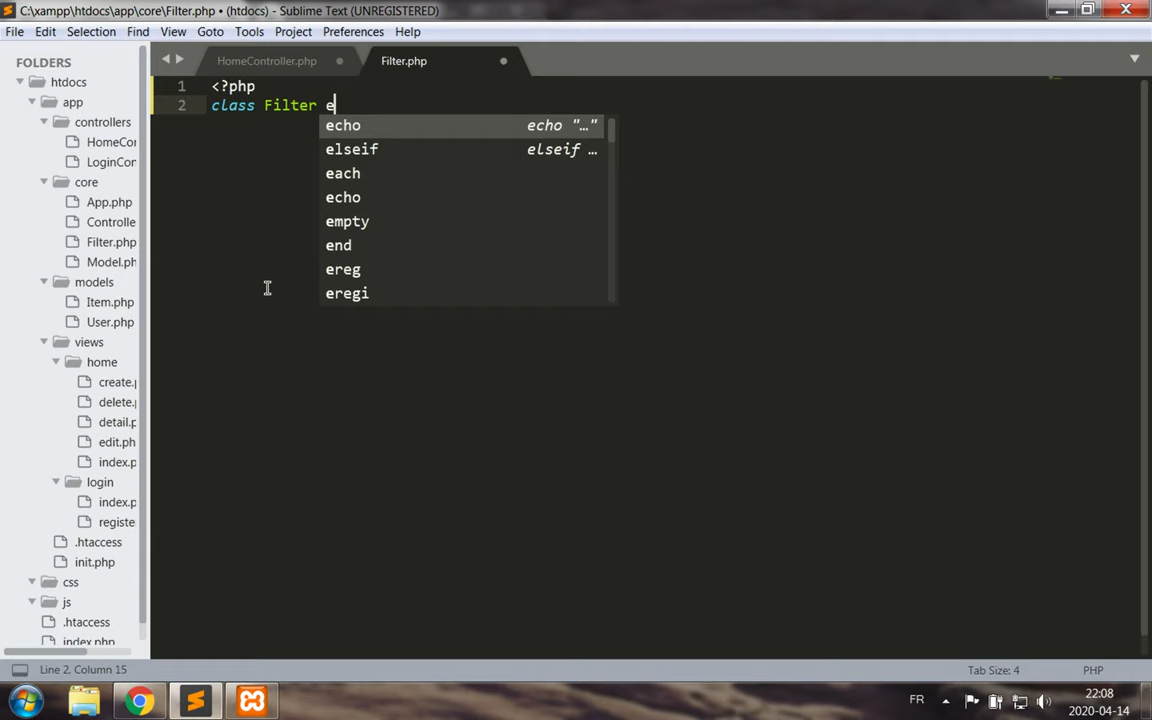 C:\xampp\htdocs\app\core\Filter.php • (htdocs) - Sublime Text (UNREGISTERED)
File Edit Selection Find View Goto Tools Project Preferences Help
FOLDERS
htdocs
app
controllers
HomeCor
LoginCon
core
App.php
Controlle
Filter.php
Model.ph
models
Item.php
User.php
views
home
create.p
delete.p
detail.p
edit.ph
index.p
login
index.p
register
.htaccess
init.php
css
js
.htaccess
index.php
HomeController.php
Filter.php
1 <?php
2 class Filter e
echo echo "…"
elseif elseif …
each
echo
empty
end
ereg
eregi
Line 2, Column 15
Tab Size: 4
PHP
FR
22:08
2020-04-14